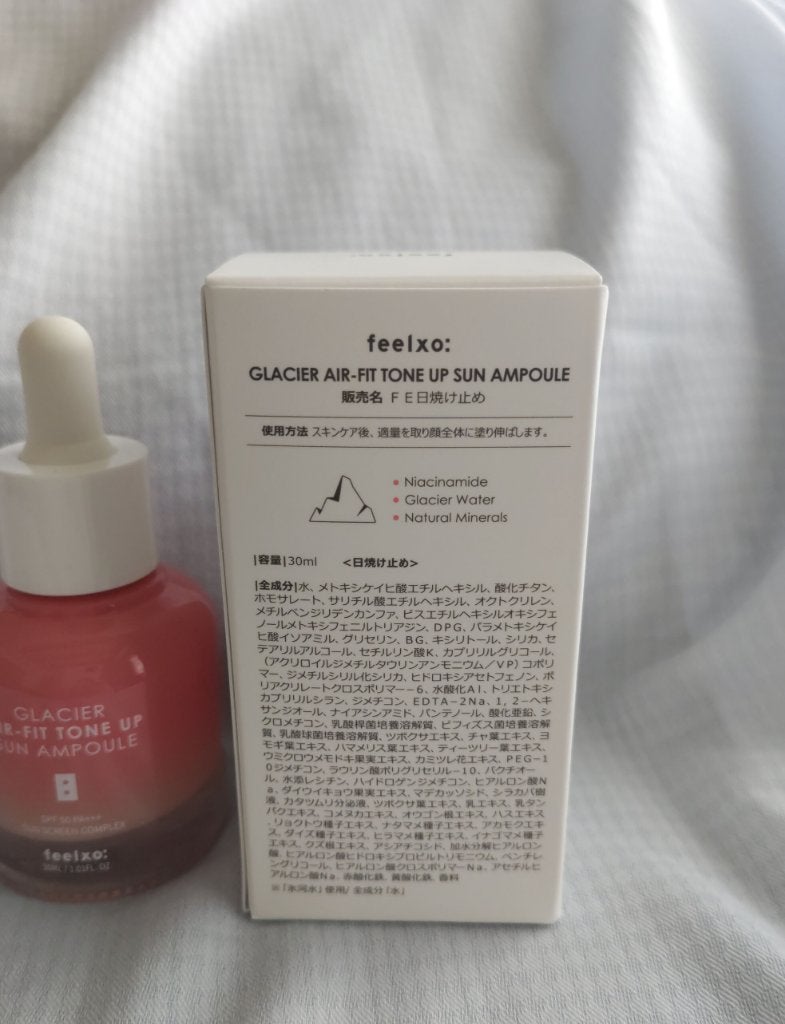 feelxo:
GLACIER AIR-FIT TONE UP SUN AMPOULE
販売名 ＦＥ日焼け止め
使用方法 スキンケア後、適量を取り顔全体に塗り伸ばします。
• Niacinamide
• Glacier Water
• Natural Minerals
|容量|30ml <日焼け止め>
|全成分|水、メトキシケイヒ酸エチルヘキシル、酸化チタン、
ホモサレート、サリチル酸エチルヘキシル、オクトクリレン、
メチルベンジリデンカンファ、ビスエチルヘキシルオキシフェ
ノールメトキシフェニルトリアジン、DPG、パラメトキシケイ
ヒ酸イソアミル、グリセリン、BG、キシリトール、シリカ、セ
テアリルアルコール、セチルリン酸K、カプリリルグリコール、
（アクリロイルジメチルタウリンアンモニウム／VP）コポリ
マー、ジメチルシリル化シリカ、ヒドロキシアセトフェノン、ポ
リアクリレートクロスポリマー－6、水酸化Al、トリエトキシ
カプリリルシラン、ジメチコン、EDTA－2Na、1，2－ヘキ
サンジオール、ナイアシンアミド、パンテノール、酸化亜鉛、シ
クロメチコン、乳酸桿菌培養溶解質、ビフィズス菌培養溶解
質、乳酸球菌培養溶解質、ツボクサエキス、チャ葉エキス、ヨ
モギ葉エキス、ハマメリス葉エキス、ティーツリー葉エキス、
ウミクロウメモドキ果実エキス、カミツレ花エキス、PEG－1
0ジメチコン、ラウリン酸ポリグリセリル－10、バクチオー
ル、水添レシチン、ハイドロゲンジメチコン、ヒアルロン酸N
a、ダイウイキョウ果実エキス、マデカッソシド、シラカバ樹
液、カタツムリ分泌液、ツボクサ葉エキス、乳エキス、乳タン
パクエキス、コメヌカエキス、オウゴン根エキス、ハスエキス
、リョクトウ種子エキス、ナタマメ種子エキス、アカモクエキ
ス、ダイズ種子エキス、ヒラマメ種子エキス、イナゴマメ種子
エキス、クズ根エキス、アシアチコシド、加水分解ヒアルロン
酸、ヒアルロン酸ヒドロキシプロピルトリモニウム、ペンチレ
ングリコール、ヒアルロン酸クロスポリマーNa、アセチルヒ
アルロン酸Na、赤酸化鉄、黄酸化鉄、香料
※「氷河水」使用/ 全成分「水」
GLACIER
AIR-FIT TONE UP
SUN AMPOULE
SPF 50 PA+++
SUN SCREEN COMPLEX
feelxo:
30ML / 1.01FL. OZ